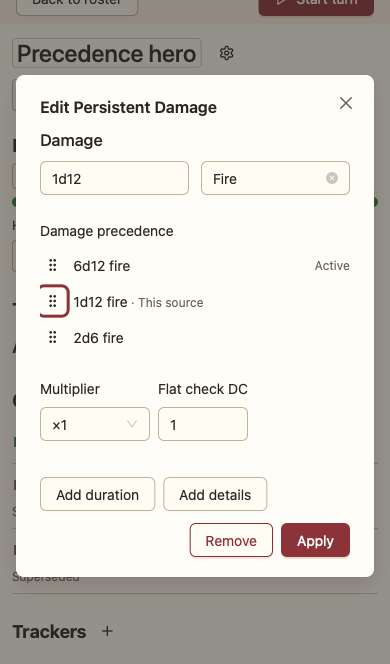 Back to roster
Start turn
Precedence hero
Edit Persistent Damage
Damage
1d12
Fire
Damage precedence
6d12 fire Active
1d12 fire · This source
2d6 fire
Multiplier Flat check DC
×1 1
Add duration Add details
Remove Apply
Superseded
Trackers +